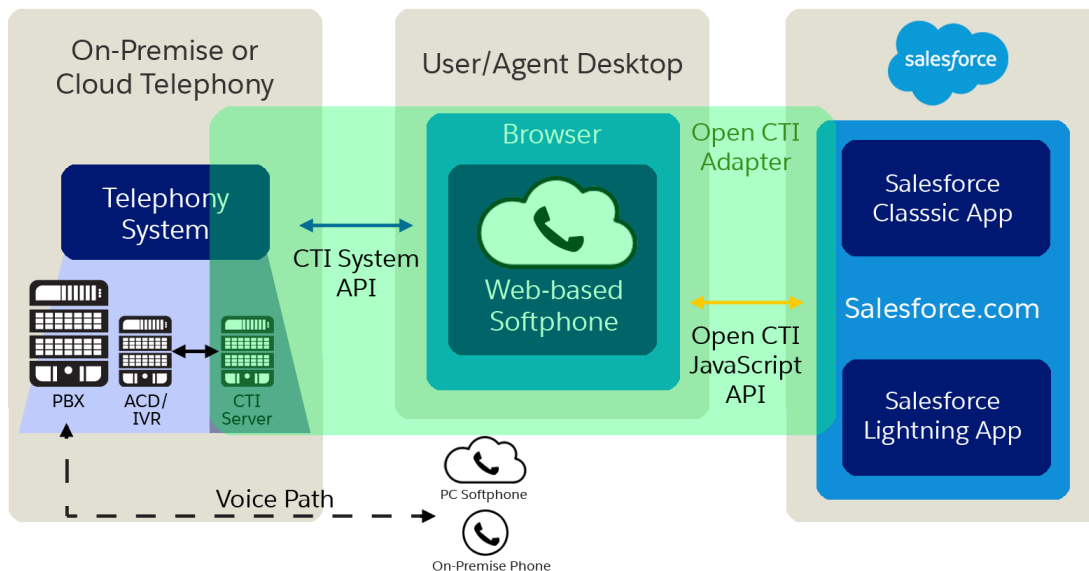 On-Premise or
Cloud Telephony
User/Agent Desktop
salesforce
Browser
Open CTI
Adapter
Telephony
System
Salesforce
Classsic App
CTI System
API
Web-based
Softphone
Salesforce.com
Open CTI
JavaScript
API
PBX
ACD/
IVR
CTI
Server
Salesforce
Lightning App
Voice Path
PC Softphone
On-Premise Phone